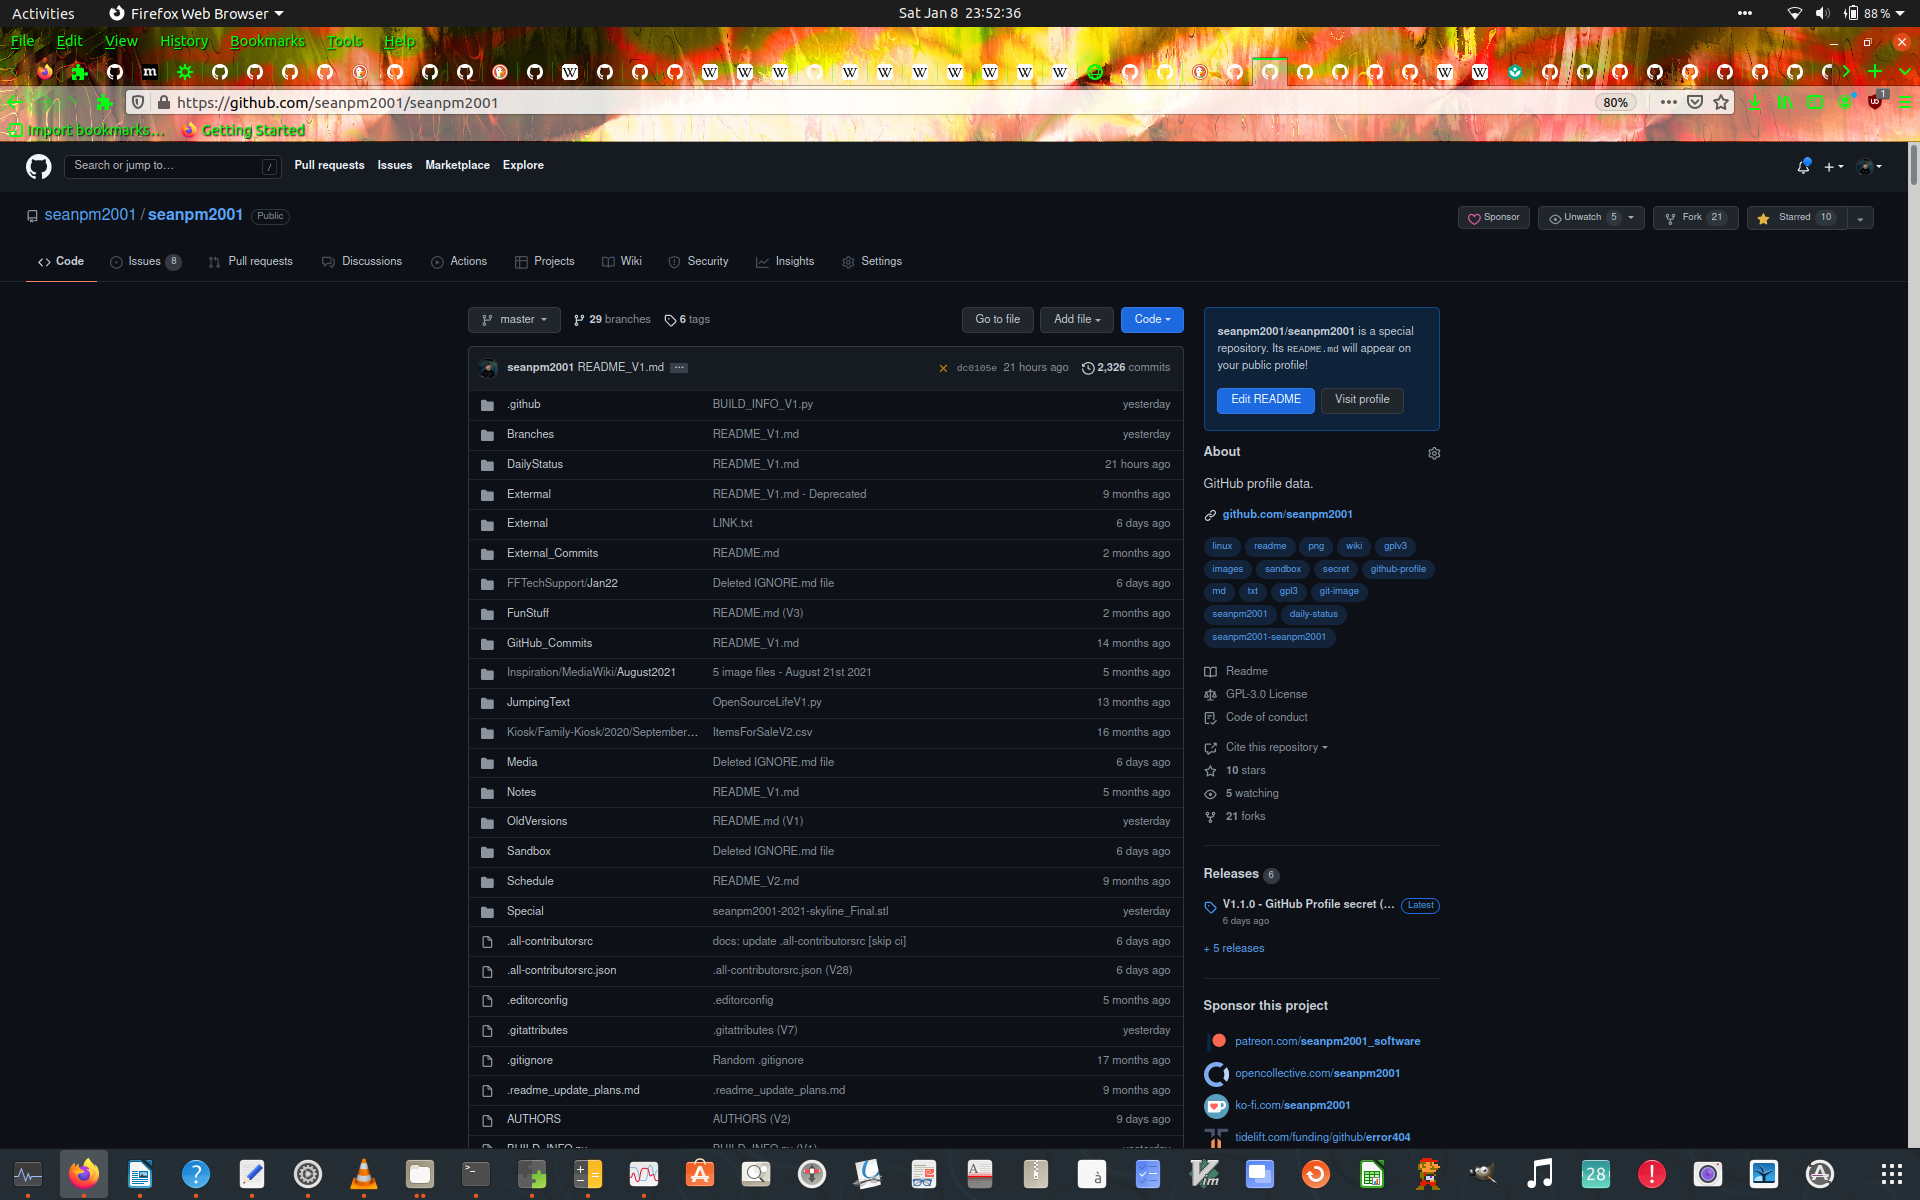 Activities
Firefox Web Browser
Sat Jan 8 23:52:36
88 %
File Edit View History Bookmarks Tools Help
https://github.com/seanpm2001/seanpm2001
80%
1
Import bookmarks...
Getting Started
Search or jump to...
/
Pull requests Issues Marketplace Explore
seanpm2001 / seanpm2001 Public
Sponsor
Unwatch 5
Fork 21
Starred 10
Code
Issues 8
Pull requests
Discussions
Actions
Projects
Wiki
Security
Insights
Settings
master
29 branches
6 tags
Go to file
Add file
Code
seanpm2001 README_V1.md ...
dc0105e 21 hours ago
2,326 commits
.github BUILD_INFO_V1.py yesterday
Branches README_V1.md yesterday
DailyStatus README_V1.md 21 hours ago
Extermal README_V1.md - Deprecated 9 months ago
External LINK.txt 6 days ago
External_Commits README.md 2 months ago
FFTechSupport/Jan22 Deleted IGNORE.md file 6 days ago
FunStuff README.md (V3) 2 months ago
GitHub_Commits README_V1.md 14 months ago
Inspiration/MediaWiki/August2021 5 image files - August 21st 2021 5 months ago
JumpingText OpenSourceLifeV1.py 13 months ago
Kiosk/Family-Kiosk/2020/September... ItemsForSaleV2.csv 16 months ago
Media Deleted IGNORE.md file 6 days ago
Notes README_V1.md 5 months ago
OldVersions README.md (V1) yesterday
Sandbox Deleted IGNORE.md file 6 days ago
Schedule README_V2.md 9 months ago
Special seanpm2001-2021-skyline_Final.stl yesterday
.all-contributorsrc docs: update .all-contributorsrc [skip ci] 6 days ago
.all-contributorsrc.json .all-contributorsrc.json (V28) 6 days ago
.editorconfig .editorconfig 5 months ago
.gitattributes .gitattributes (V7) yesterday
.gitignore Random .gitignore 17 months ago
.readme_update_plans.md .readme_update_plans.md 9 months ago
AUTHORS AUTHORS (V2) 9 days ago
seanpm2001/seanpm2001 is a special
repository. Its README.md will appear on
your public profile!
Edit README
Visit profile
About
GitHub profile data.
github.com/seanpm2001
linux readme png wiki gplv3
images sandbox secret github-profile
md txt gpl3 git-image
seanpm2001 daily-status
seanpm2001-seanpm2001
Readme
GPL-3.0 License
Code of conduct
Cite this repository
10 stars
5 watching
21 forks
Releases 6
V1.1.0 - GitHub Profile secret (... Latest
6 days ago
+ 5 releases
Sponsor this project
patreon.com/seanpm2001_software
opencollective.com/seanpm2001
ko-fi.com/seanpm2001
tidelift.com/funding/github/error404
28